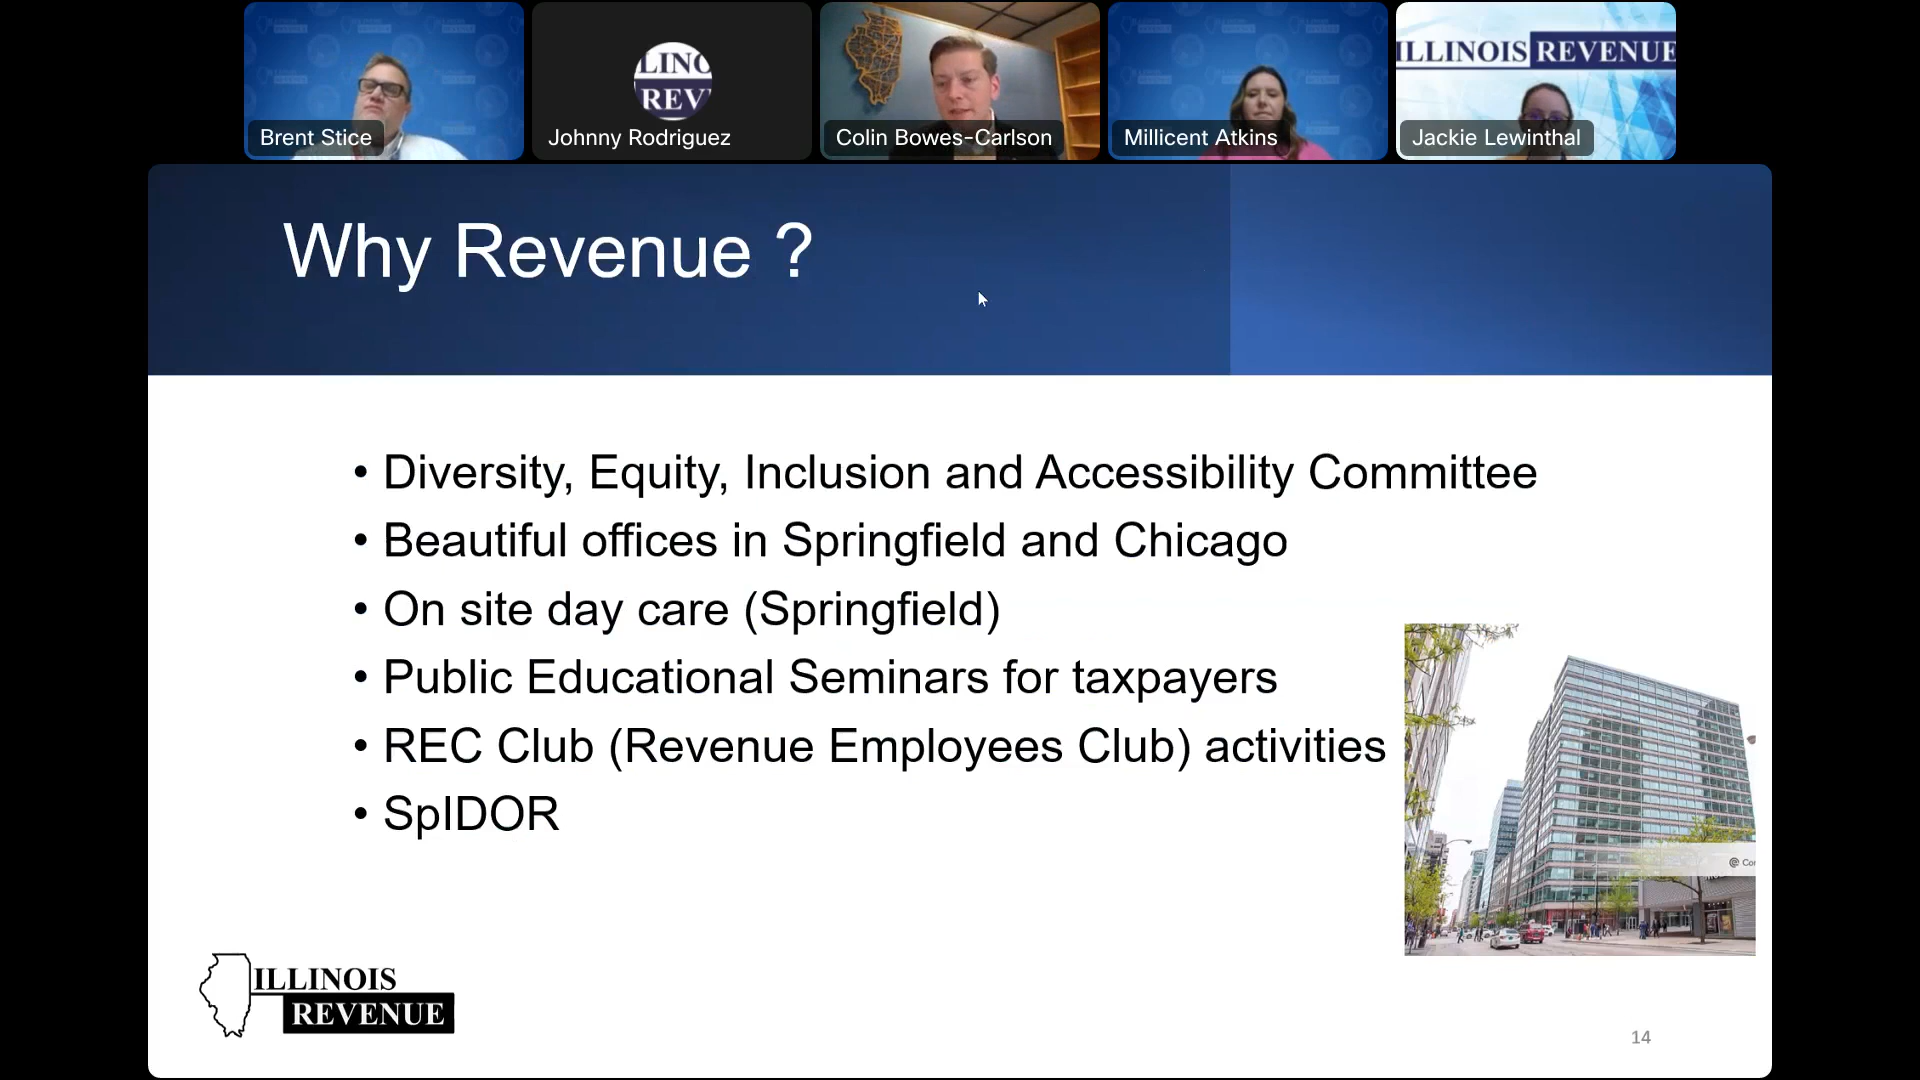 Brent Stice
LINO
REV
Johnny Rodriguez
Colin Bowes-Carlson
Millicent Atkins
ILLINOIS REVENUE
Jackie Lewinthal
Why Revenue ?
• Diversity, Equity, Inclusion and Accessibility Committee
• Beautiful offices in Springfield and Chicago
• On site day care (Springfield)
• Public Educational Seminars for taxpayers
• REC Club (Revenue Employees Club) activities
• SpIDOR
ILLINOIS
REVENUE
14